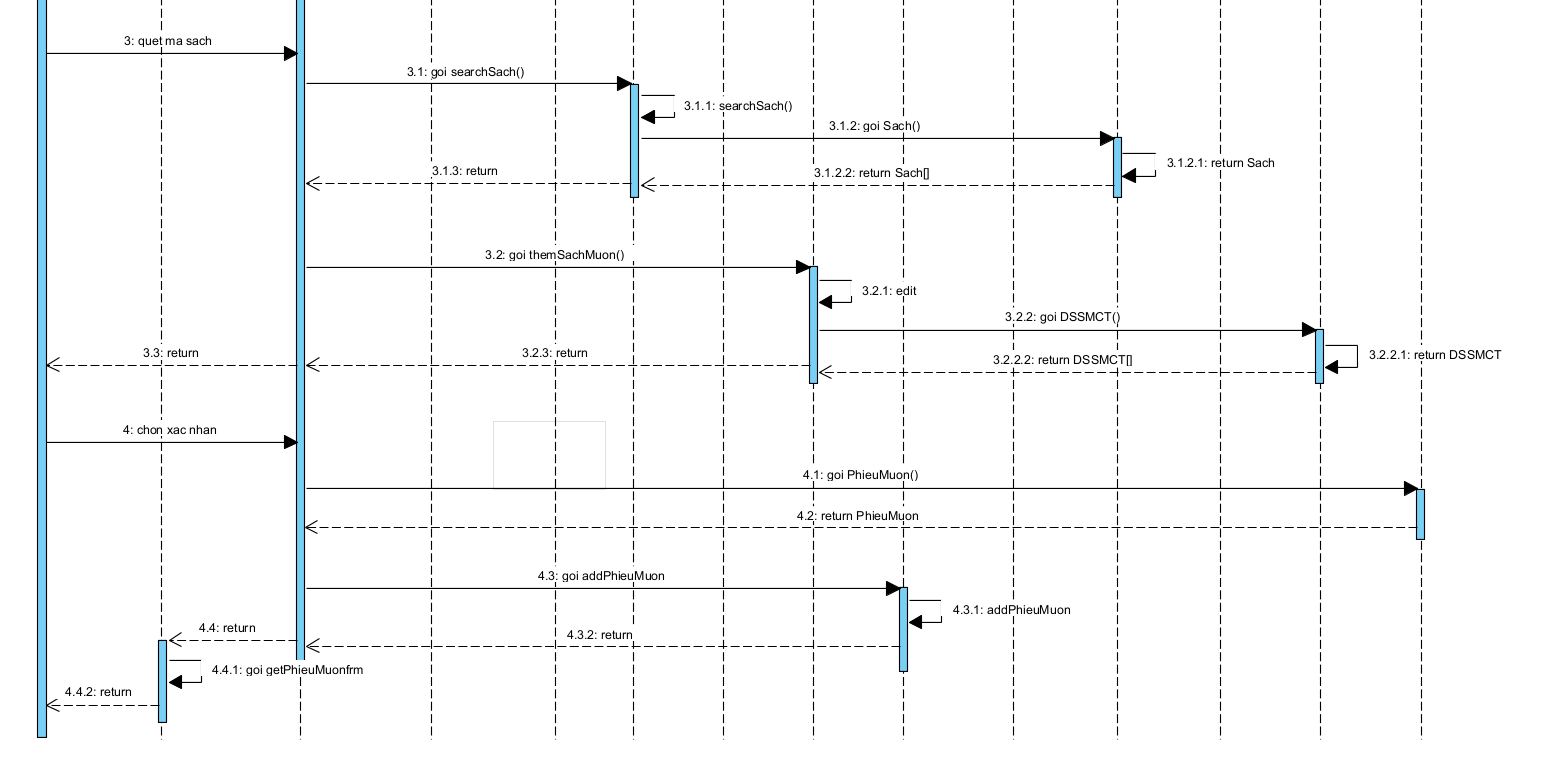 3: quet ma sach
3.1: goi searchSach()
3.1.1: searchSach()
3.1.2: goi Sach()
3.1.2.1: return Sach
3.1.3: return
3.1.2.2: return Sach[]
3.2: goi themSachMuon()
3.2.1: edit
3.2.2: goi DSSMCT()
3.3: return
3.2.3: return
3.2.2.2: return DSSMCT[]
3.2.2.1: return DSSMCT
4: chon xac nhan
4.1: goi PhieuMuon()
4.2: return PhieuMuon
4.3: goi addPhieuMuon
4.3.1: addPhieuMuon
4.4: return
4.3.2: return
4.4.1: goi getPhieuMuonfrm
4.4.2: return